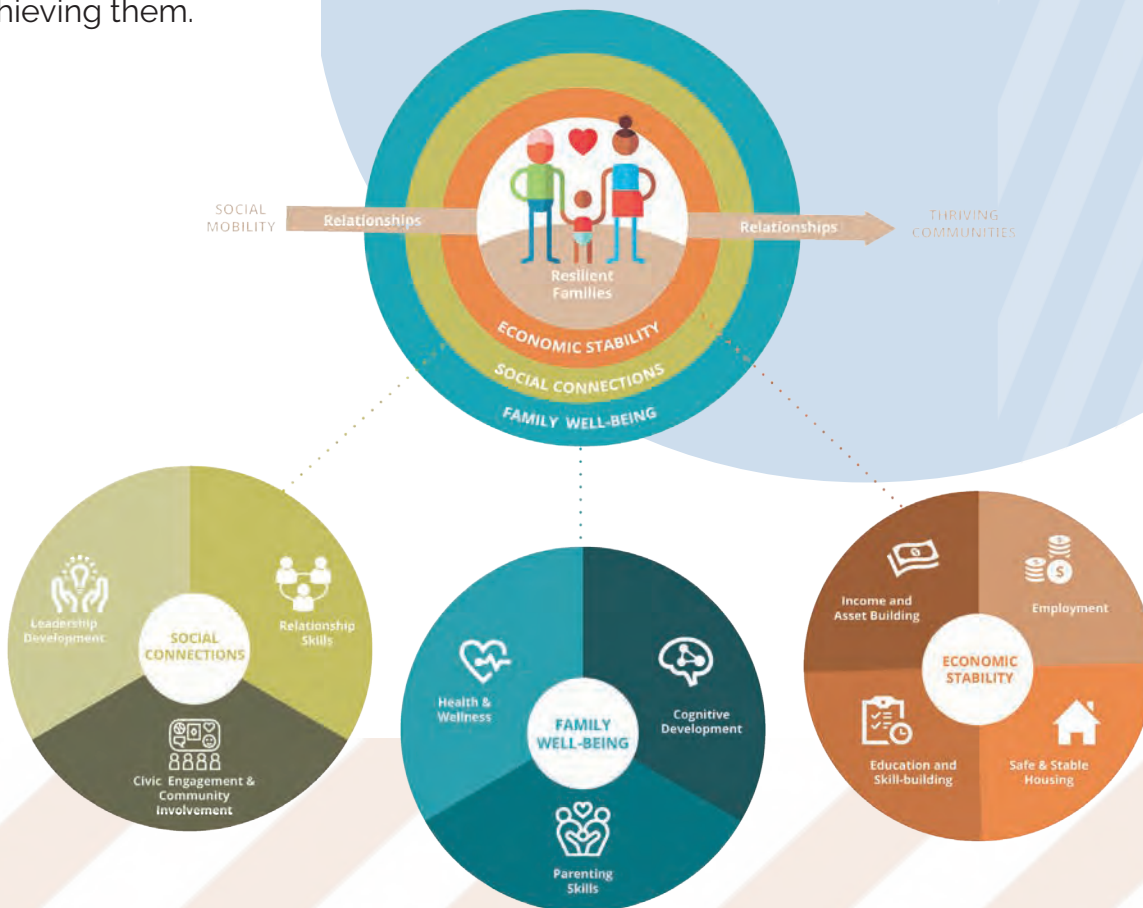 hieving them.
SOCIAL
MOBILITY
Relationships
Resilient
Families
Relationships
THRIVING
COMMUNITIES
ECONOMIC STABILITY
SOCIAL CONNECTIONS
FAMILY WELL-BEING
Leadership
Development
Relationship
Skills
SOCIAL
CONNECTIONS
Civic Engagement &
Community
Involvement
Health &
Wellness
Cognitive
Development
FAMILY
WELL-BEING
Parenting
Skills
Income and
Asset Building
Employment
ECONOMIC
STABILITY
Education and
Skill-building
Safe & Stable
Housing